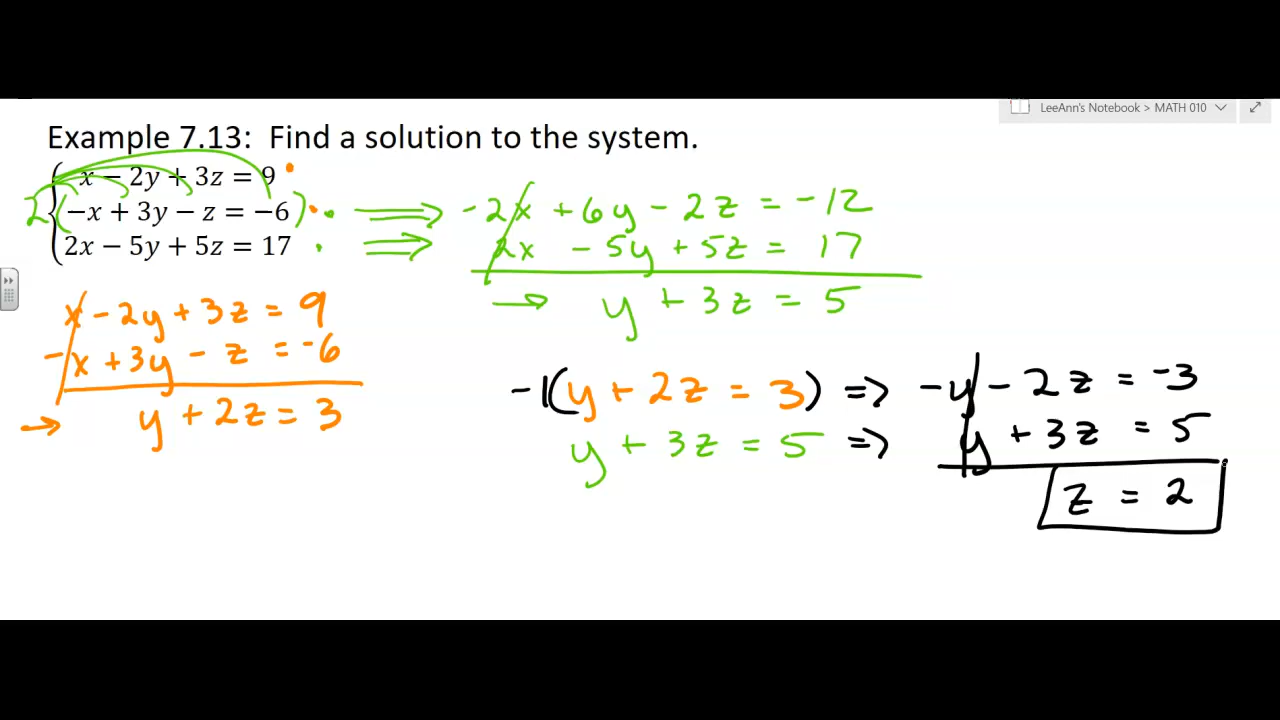 LeeAnn's Notebook > MATH 010
Example 7.13: Find a solution to the system.
x − 2y + 3z = 9
2(−x + 3y − z = −6)
2x − 5y + 5z = 17
⟹ -2x + 6y - 2z = -12
⟹ 2x - 5y + 5z = 17
→ y + 3z = 5
x - 2y + 3z = 9
-x + 3y - z = -6
→ y + 2z = 3
-1(y + 2z = 3) => -y - 2z = -3
y + 3z = 5 => y + 3z = 5
z = 2